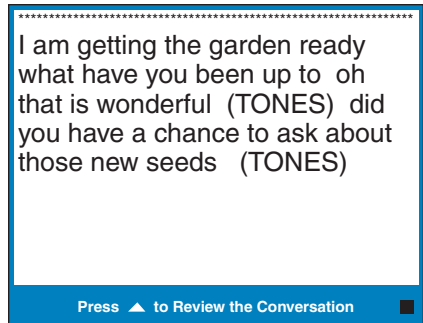 ****************************************************************
I am getting the garden ready
what have you been up to  oh
that is wonderful  (TONES)  did
you have a chance to ask about
those new seeds   (TONES)
Press ▲ to Review the Conversation